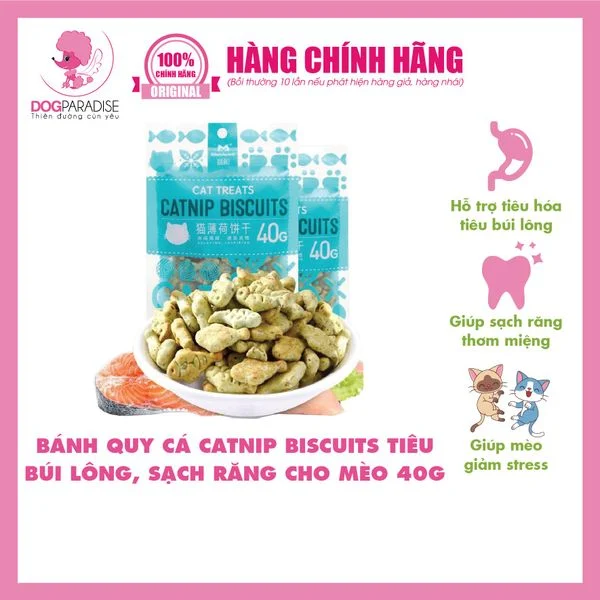 DOGPARADISE
Thiên đường cún yêu
100%
CHÍNH HÃNG
ORIGINAL
HÀNG CHÍNH HÃNG
(Bồi thường 10 lần nếu phát hiện hàng giả, hàng nhái)
CAT TREATS
CATNIP BISCUITS
猫薄荷饼干
40G
BISCUITS
40G
Hỗ trợ tiêu hóa
tiêu búi lông
Giúp sạch răng
thơm miệng
Giúp mèo
giảm stress
BÁNH QUY CÁ CATNIP BISCUITS TIÊU
BÚI LÔNG, SẠCH RĂNG CHO MÈO 40G